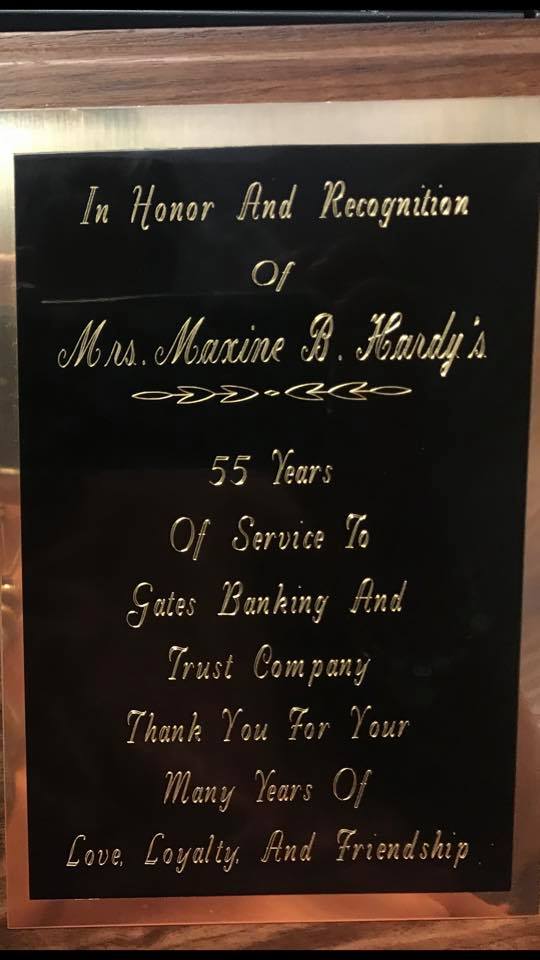 In Honor And Recognition
Of
Mrs. Maxine B. Hardy's
55 Years
Of Service To
Gates Banking And
Trust Company
Thank You For Your
Many Years Of
Love, Loyalty, And Friendship.